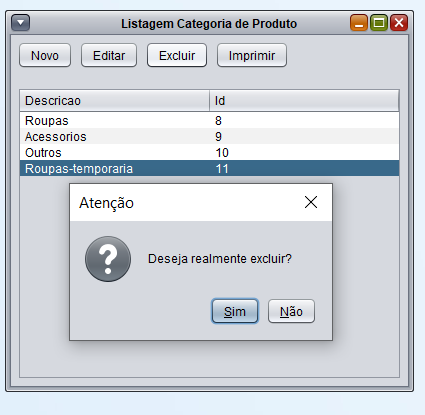 Listagem Categoria de Produto
Novo Editar Excluir Imprimir
Descricao Id
Roupas 8
Acessorios 9
Outros 10
Roupas-temporaria 11
Atenção
Deseja realmente excluir?
Sim Não